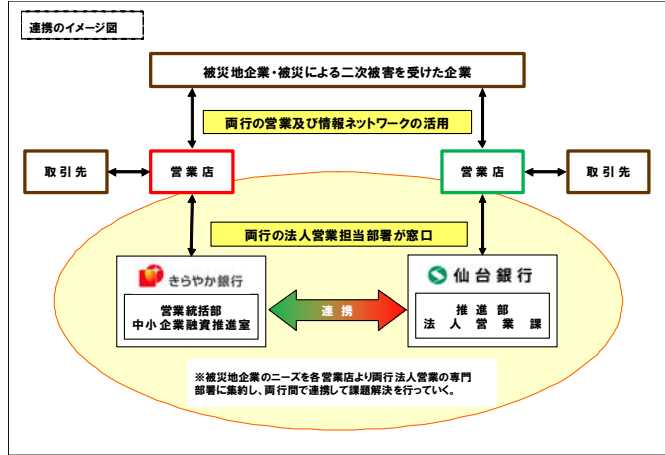 連携のイメージ図
被災地企業・被災による二次被害を受けた企業
両行の営業及び情報ネットワークの活用
取引先
営業店
営業店
取引先
両行の法人営業担当部署が窓口
きらやか銀行
営業統括部
中小企業融資推進室
連携
仙台銀行
推進部
法人営業課
※被災地企業のニーズを各営業店より両行法人営業の専門
部署に集約し、両行間で連携して課題解決を行っていく。